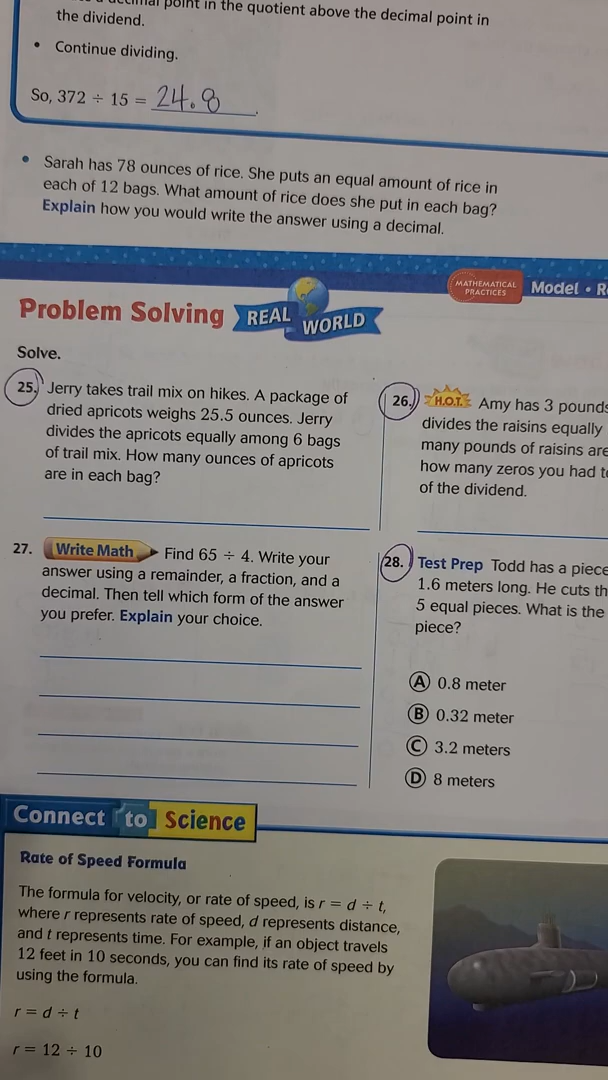 decimal point in the quotient above the decimal point in
the dividend.
• Continue dividing.
So, 372 ÷ 15 = 24.8.
• Sarah has 78 ounces of rice. She puts an equal amount of rice in
each of 12 bags. What amount of rice does she put in each bag?
Explain how you would write the answer using a decimal.
MATHEMATICAL
PRACTICES
Model • R
Problem Solving REAL WORLD
Solve.
25. Jerry takes trail mix on hikes. A package of
dried apricots weighs 25.5 ounces. Jerry
divides the apricots equally among 6 bags
of trail mix. How many ounces of apricots
are in each bag?
26. H.O.T. Amy has 3 pounds
divides the raisins equally
many pounds of raisins are
how many zeros you had to
of the dividend.
27. Write Math Find 65 ÷ 4. Write your
answer using a remainder, a fraction, and a
decimal. Then tell which form of the answer
you prefer. Explain your choice.
28. Test Prep Todd has a piece
1.6 meters long. He cuts th
5 equal pieces. What is the
piece?
A 0.8 meter
B 0.32 meter
C 3.2 meters
D 8 meters
Connect to Science
Rate of Speed Formula
The formula for velocity, or rate of speed, is r = d ÷ t,
where r represents rate of speed, d represents distance,
and t represents time. For example, if an object travels
12 feet in 10 seconds, you can find its rate of speed by
using the formula.
r = d ÷ t
r = 12 ÷ 10